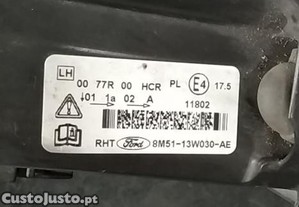 LH
00 77R 00 HCR PL E4 17.5
↓01 1a 02 A 11802
RHT Ford 8M51-13W030-AE
CustoJusto.pt